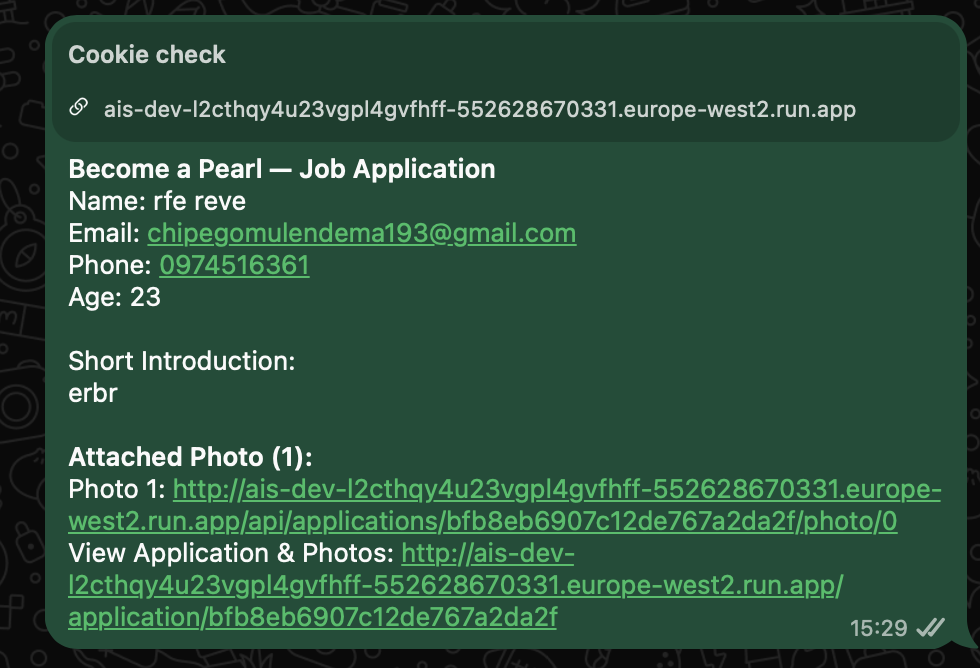 Cookie check
ais-dev-l2cthqy4u23vgpl4gvfhff-552628670331.europe-west2.run.app
Become a Pearl — Job Application
Name: rfe reve
Email: chipegomulendema193@gmail.com
Phone: 0974516361
Age: 23
Short Introduction:
erbr
Attached Photo (1):
Photo 1: http://ais-dev-l2cthqy4u23vgpl4gvfhff-552628670331.europe-
west2.run.app/api/applications/bfb8eb6907c12de767a2da2f/photo/0
View Application & Photos: http://ais-dev-
l2cthqy4u23vgpl4gvfhff-552628670331.europe-west2.run.app/
application/bfb8eb6907c12de767a2da2f
15:29